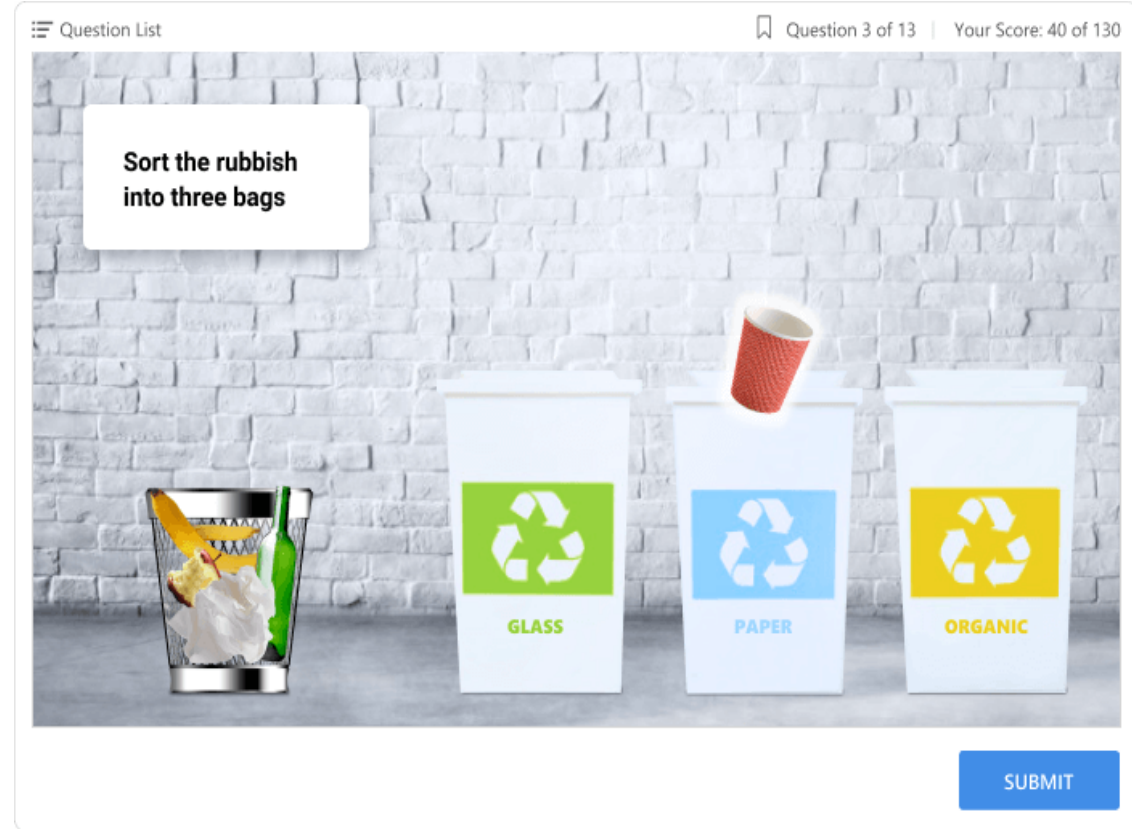 Question List
Question 3 of 13 | Your Score: 40 of 130
Sort the rubbish
into three bags
GLASS
PAPER
ORGANIC
SUBMIT